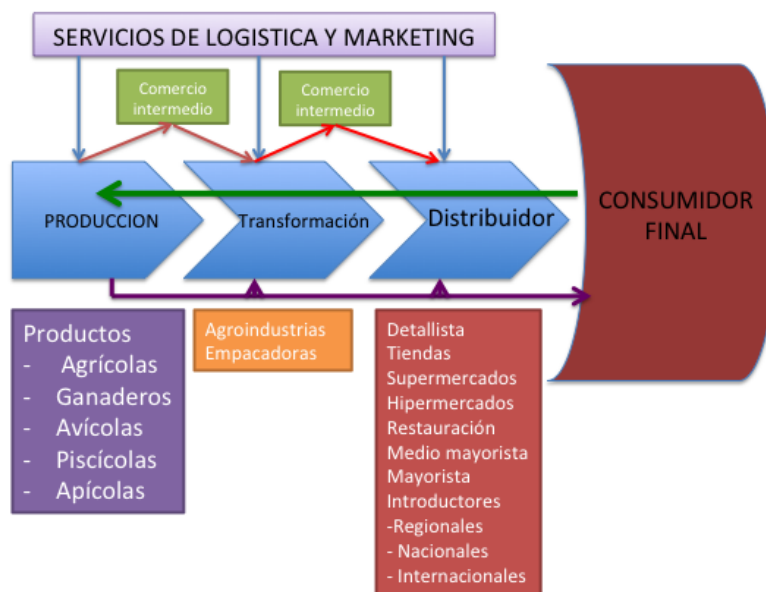 SERVICIOS DE LOGISTICA Y MARKETING
Comercio
intermedio
Comercio
intermedio
PRODUCCION
Transformación
Distribuidor
CONSUMIDOR
FINAL
Productos
- Agrícolas
- Ganaderos
- Avícolas
- Piscícolas
- Apícolas
Agroindustrias
Empacadoras
Detallista
Tiendas
Supermercados
Hipermercados
Restauración
Medio mayorista
Mayorista
Introductores
-Regionales
- Nacionales
- Internacionales